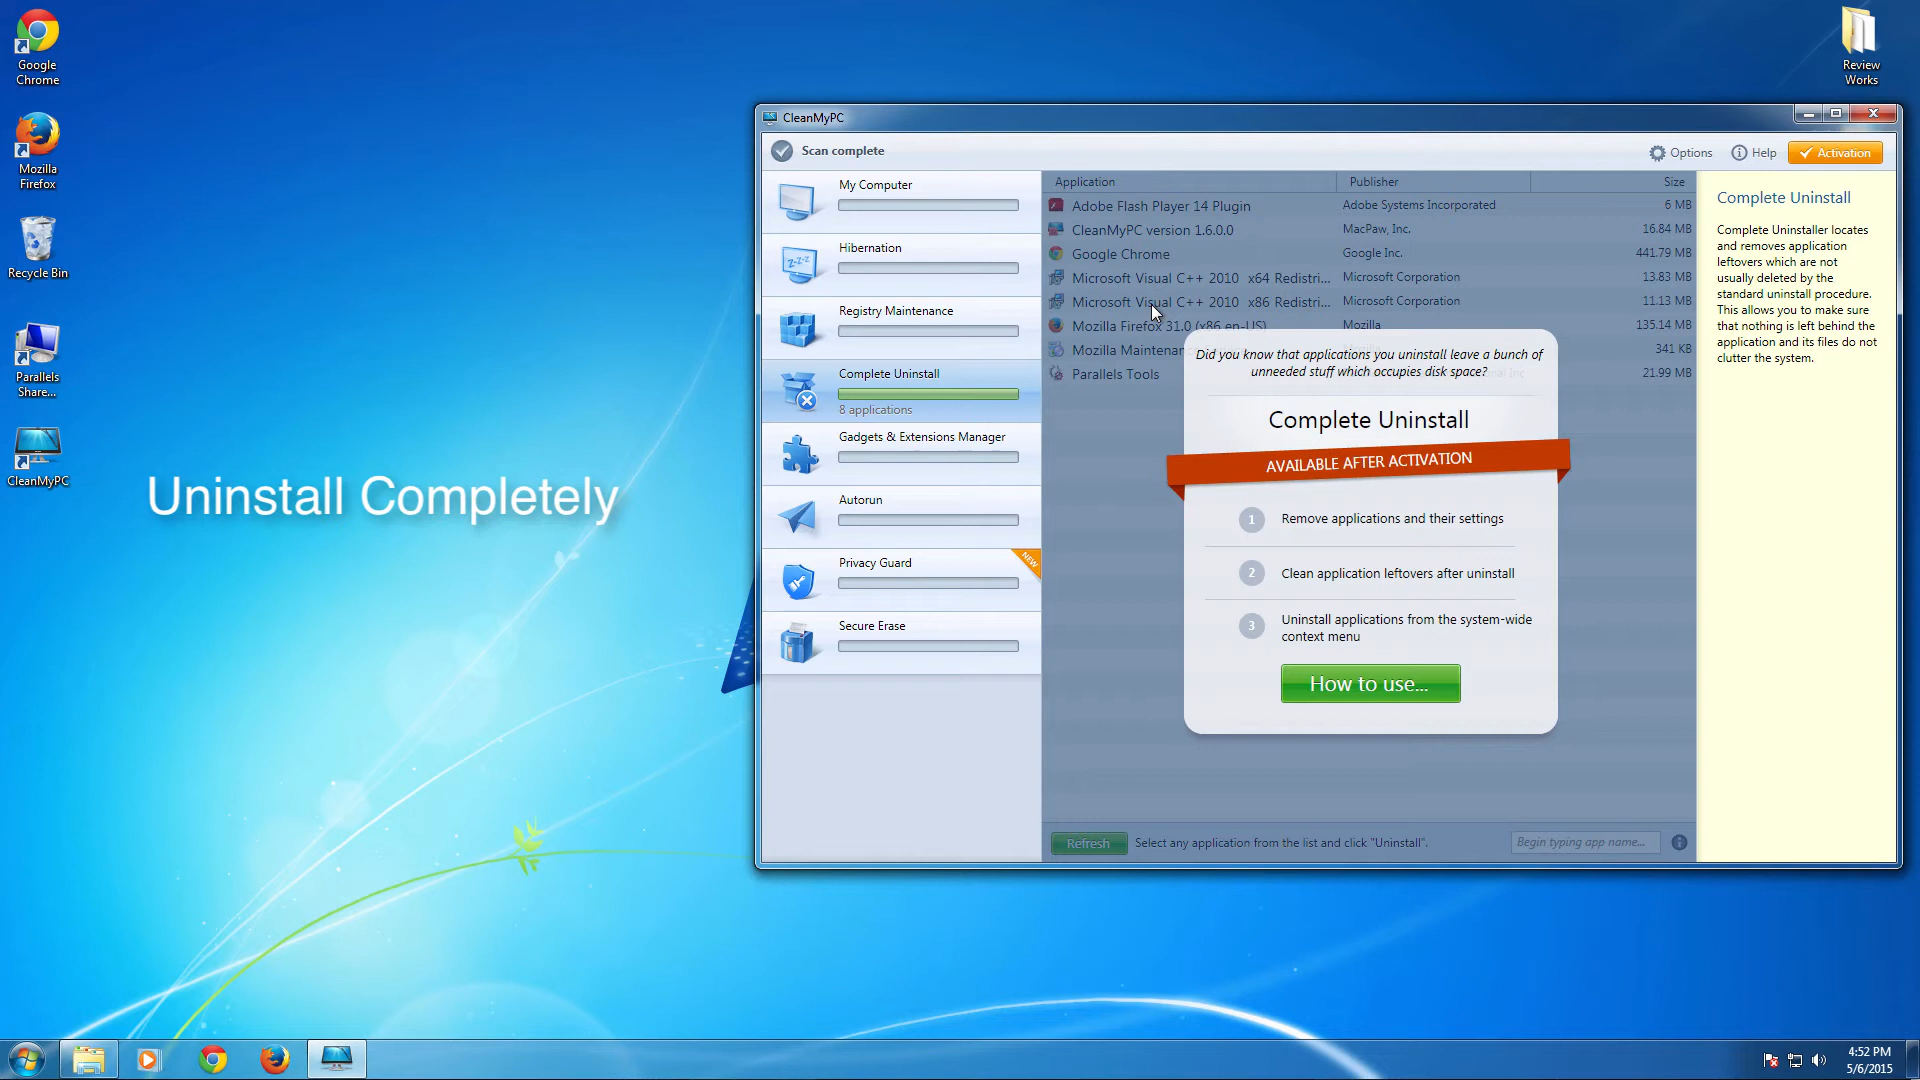 Google
Chrome
Mozilla
Firefox
Recycle Bin
Parallels
Share...
CleanMyPC
Review
Works
Uninstall Completely
CleanMyPC
Scan complete
Options
Help
Activation
My Computer
Hibernation
Registry Maintenance
Complete Uninstall
8 applications
Gadgets & Extensions Manager
Autorun
Privacy Guard
NEW
Secure Erase
Application Publisher Size
Adobe Flash Player 14 Plugin Adobe Systems Incorporated 6 MB
CleanMyPC version 1.6.0.0 MacPaw, Inc. 16.84 MB
Google Chrome Google Inc. 441.79 MB
Microsoft Visual C++ 2010 x64 Redistri... Microsoft Corporation 13.83 MB
Microsoft Visual C++ 2010 x86 Redistri... Microsoft Corporation 11.13 MB
Mozilla Firefox 31.0 (x86 en-US) Mozilla 135.14 MB
Mozilla 341 KB
Parallels Tools 21.99 MB
Did you know that applications you uninstall leave a bunch of
unneeded stuff which occupies disk space?
Complete Uninstall
AVAILABLE AFTER ACTIVATION
1 Remove applications and their settings
2 Clean application leftovers after uninstall
3 Uninstall applications from the system-wide
context menu
How to use...
Refresh
Select any application from the list and click "Uninstall".
Begin typing app name...
Complete Uninstall
Complete Uninstaller locates
and removes application
leftovers which are not
usually deleted by the
standard uninstall procedure.
This allows you to make sure
that nothing is left behind the
application and its files do not
clutter the system.
4:52 PM
5/6/2015